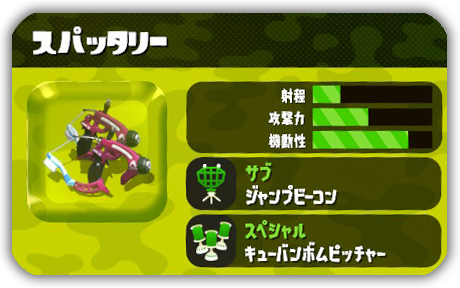 スパッタリー
射程
攻撃力
機動性
サブ
ジャンプビーコン
スペシャル
キューバンボムピッチャー